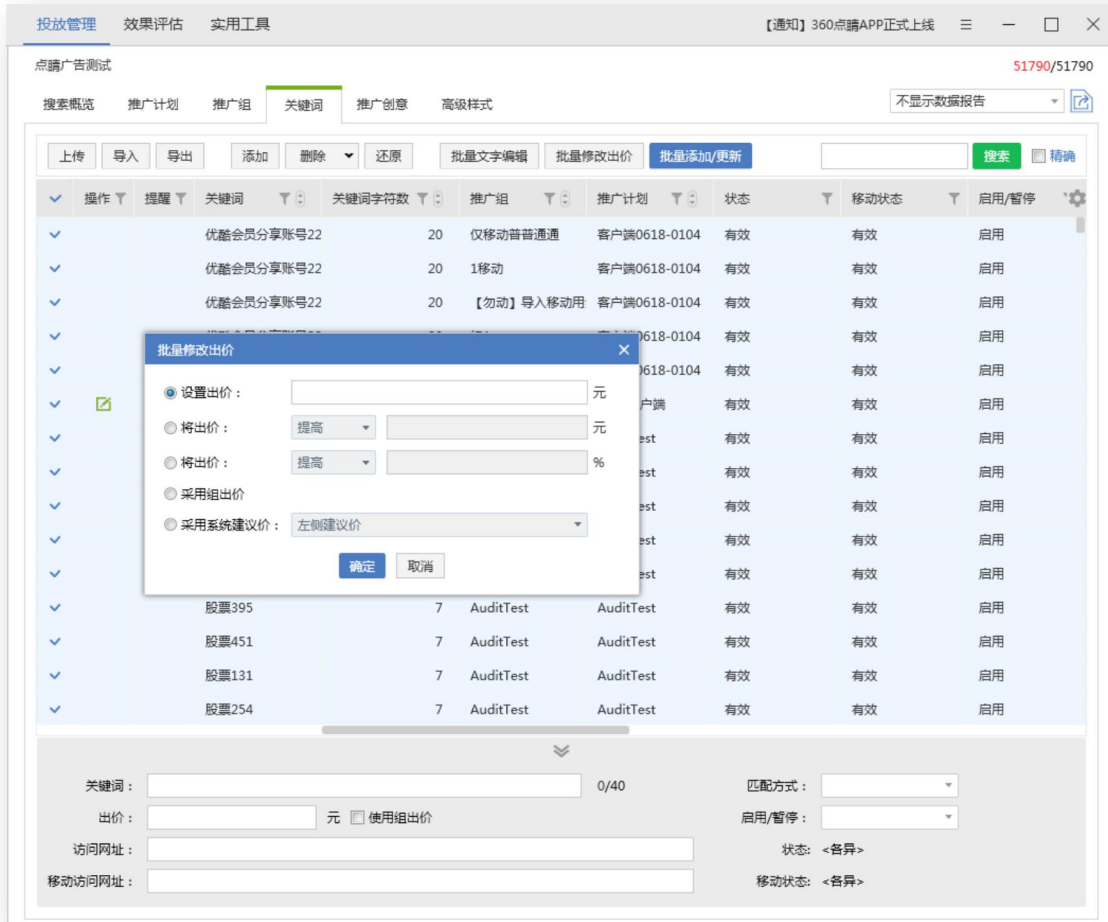 投放管理 效果评估 实用工具 【通知】360点睛APP正式上线
点睛广告测试 51790/51790
搜索概览 推广计划 推广组 关键词 推广创意 高级样式 不显示数据报告
上传 导入 导出 添加 删除 还原 批量文字编辑 批量修改出价 批量添加/更新 搜索 精确
操作 提醒 关键词 关键词字符数 推广组 推广计划 状态 移动状态 启用/暂停
优酷会员分享账号22 20 仅移动普普通通 客户端0618-0104 有效 有效 启用
优酷会员分享账号22 20 1移动 客户端0618-0104 有效 有效 启用
优酷会员分享账号22 20 【勿动】导入移动用 客户端0618-0104 有效 有效 启用
0618-0104 有效 有效 启用
批量修改出价
0618-0104 有效 有效 启用
设置出价： 元
户端 有效 有效 启用
将出价： 提高 元
est 有效 有效 启用
将出价： 提高 %
est 有效 有效 启用
采用组出价
est 有效 有效 启用
采用系统建议价： 左侧建议价
est 有效 有效 启用
确定 取消
est 有效 有效 启用
股票395 7 AuditTest AuditTest 有效 有效 启用
股票451 7 AuditTest AuditTest 有效 有效 启用
股票131 7 AuditTest AuditTest 有效 有效 启用
股票254 7 AuditTest AuditTest 有效 有效 启用
关键词： 0/40 匹配方式：
出价： 元 使用组出价 启用/暂停：
访问网址： 状态: <各异>
移动访问网址： 移动状态: <各异>